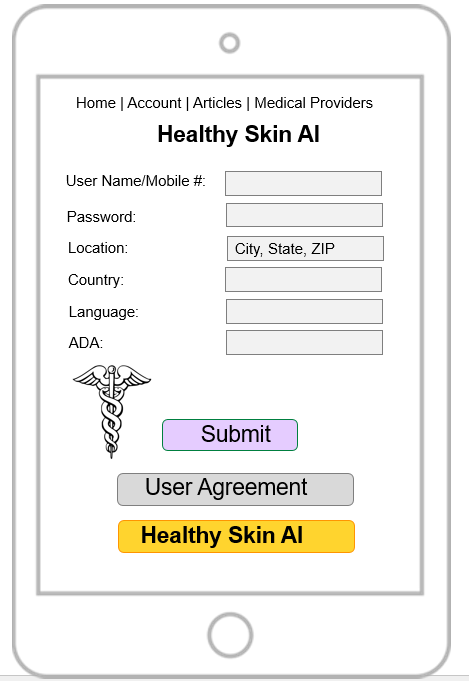 Home | Account | Articles | Medical Providers
Healthy Skin AI
User Name/Mobile #:
Password:
Location: City, State, ZIP
Country:
Language:
ADA:
Submit
User Agreement
Healthy Skin AI